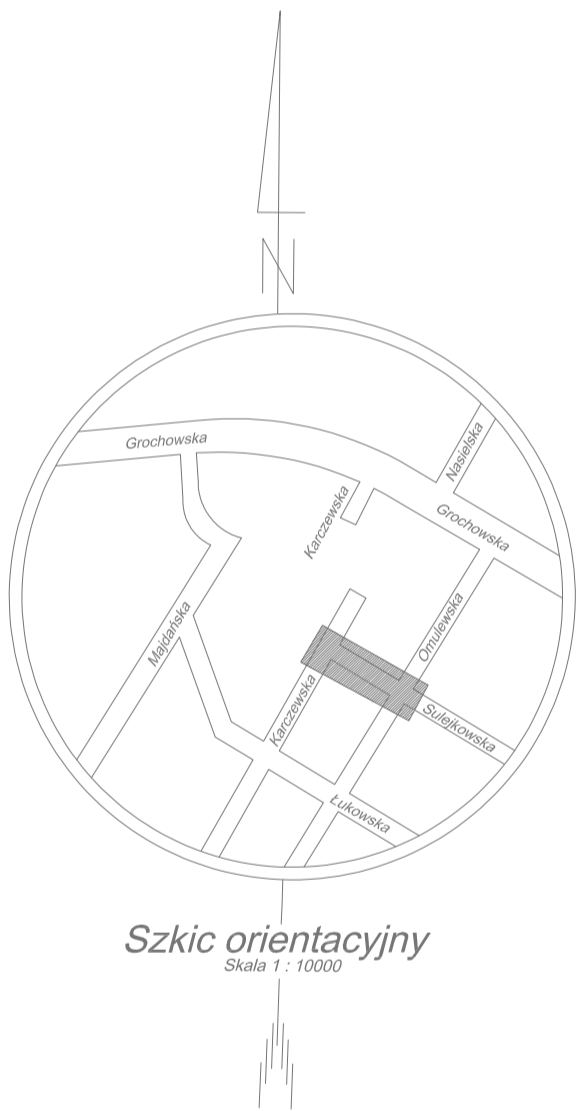 N
Grochowska
Nasielska
Karczewska
Grochowska
Majdańska
Omulewska
Karczewska
Sulejkowska
Łukowska
Szkic orientacyjny
Skala 1 : 10000